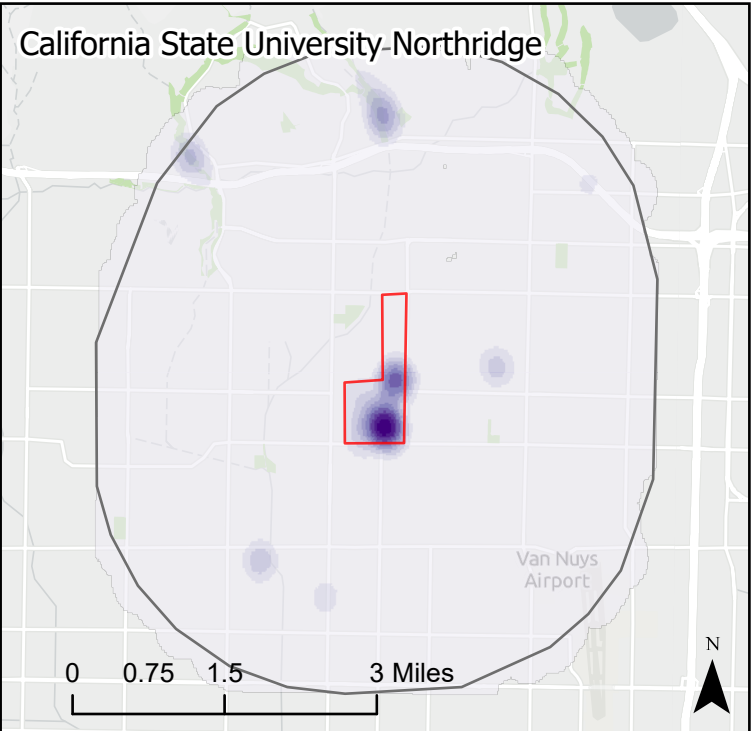 California State University Northridge
Van Nuys
Airport
N
0 0.75 1.5 3 Miles